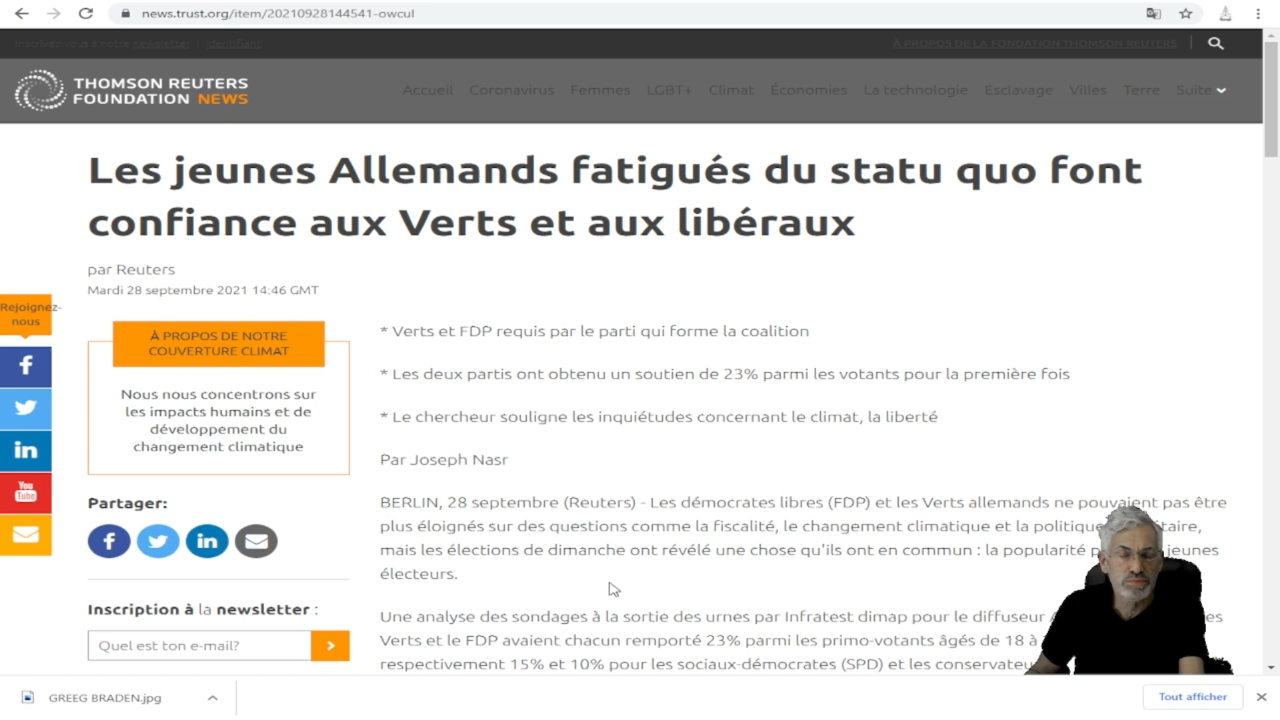 news.trust.org/item/20210928144541-owcul
Inscrivez-vous à notre newsletter | Identifiant
À PROPOS DE LA FONDATION THOMSON REUTERS
THOMSON REUTERS
FOUNDATION NEWS
Accueil Coronavirus Femmes LGBT+ Climat Économies La technologie Esclavage Villes Terre Suite
Les jeunes Allemands fatigués du statu quo font
confiance aux Verts et aux libéraux
par Reuters
Mardi 28 septembre 2021 14:46 GMT
Rejoignez-
nous
You
Tube
À PROPOS DE NOTRE
COUVERTURE CLIMAT
Nous nous concentrons sur
les impacts humains et de
développement du
changement climatique
Partager:
Inscription à la newsletter :
Quel est ton e-mail?
* Verts et FDP requis par le parti qui forme la coalition
* Les deux partis ont obtenu un soutien de 23% parmi les votants pour la première fois
* Le chercheur souligne les inquiétudes concernant le climat, la liberté
Par Joseph Nasr
BERLIN, 28 septembre (Reuters) - Les démocrates libres (FDP) et les Verts allemands ne pouvaient pas être
plus éloignés sur des questions comme la fiscalité, le changement climatique et la politique
mais les élections de dimanche ont révélé une chose qu'ils ont en commun : la popularité jeunes
électeurs.
Une analyse des sondages à la sortie des urnes par Infratest dimap pour le diffuseur
Verts et le FDP avaient chacun remporté 23% parmi les primo-votants âgés de 18 à
respectivement 15% et 10% pour les sociaux-démocrates (SPD) et les
GREEG BRADEN.jpg
Tout afficher